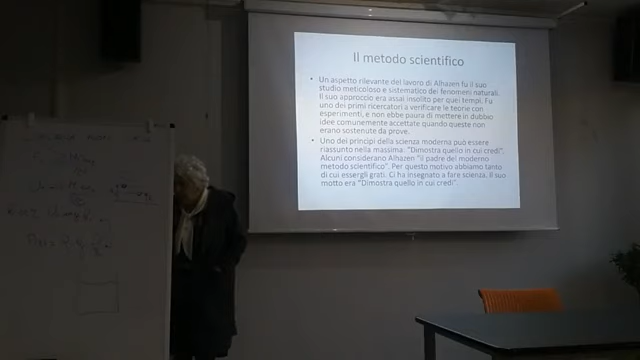 Il metodo scientifico
• Un aspetto rilevante del lavoro di Alhazen fu il suo
studio meticoloso e sistematico dei fenomeni naturali.
Il suo approccio era assai insolito per quei tempi. Fu
uno dei primi ricercatori a verificare le teorie con
esperimenti, e non ebbe paura di mettere in dubbio
idee comunemente accettate quando queste non
erano sostenute da prove.
• Uno dei principi della scienza moderna può essere
riassunto nella massima: "Dimostra quello in cui credi".
Alcuni considerano Alhazen "il padre del moderno
metodo scientifico". Per questo motivo abbiamo tanto
di cui essergli grati. Ci ha insegnato a fare scienza. Il suo
motto era "Dimostra quello in cui credi".